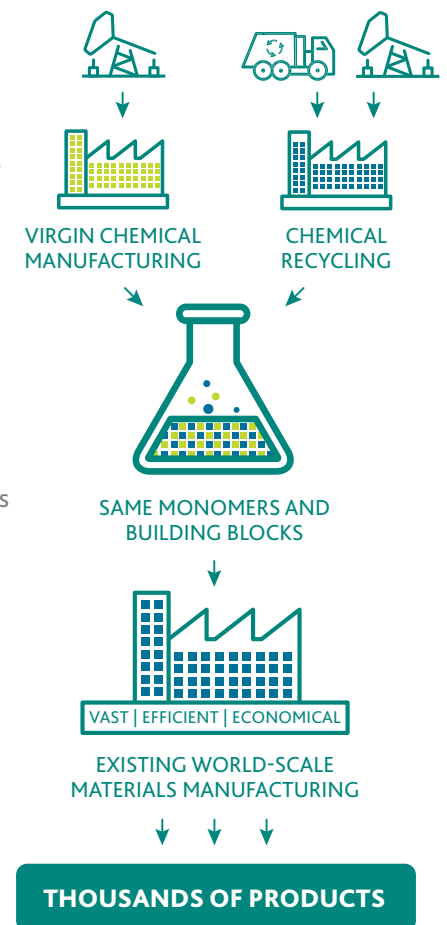 VIRGIN CHEMICAL
MANUFACTURING
CHEMICAL
RECYCLING
S
SAME MONOMERS AND
BUILDING BLOCKS
VAST | EFFICIENT | ECONOMICAL
EXISTING WORLD-SCALE
MATERIALS MANUFACTURING
THOUSANDS OF PRODUCTS